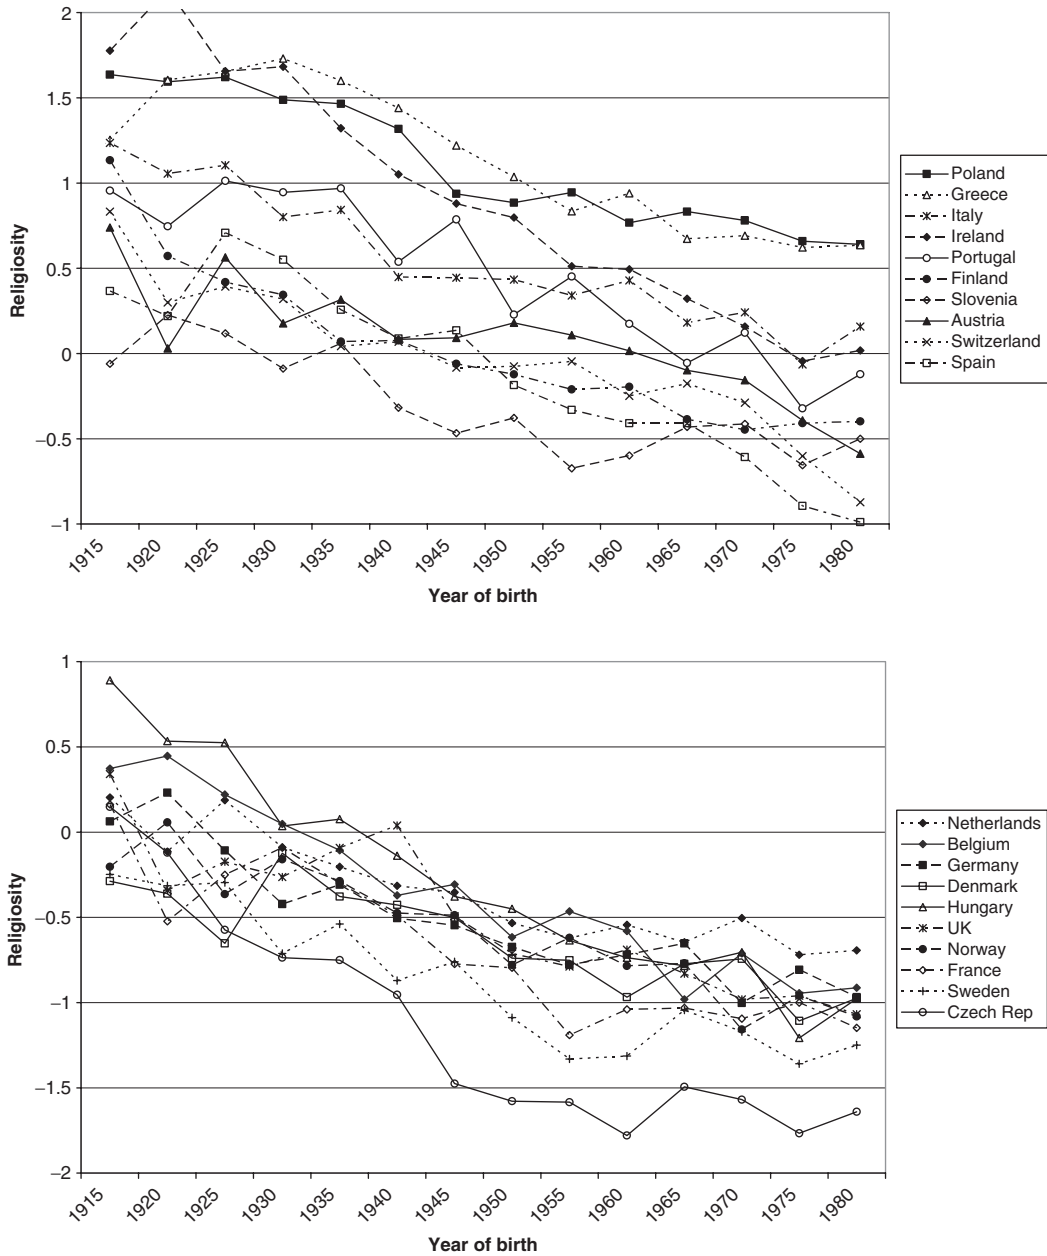 2
1.5
1
0.5
0
−0.5
−1
Religiosity
1915 1920 1925 1930 1935 1940 1945 1950 1955 1960 1965 1970 1975 1980
Year of birth
Poland
Greece
Italy
Ireland
Portugal
Finland
Slovenia
Austria
Switzerland
Spain
1
0.5
0
−0.5
−1
−1.5
−2
Religiosity
1915 1920 1925 1930 1935 1940 1945 1950 1955 1960 1965 1970 1975 1980
Year of birth
Netherlands
Belgium
Germany
Denmark
Hungary
UK
Norway
France
Sweden
Czech Rep